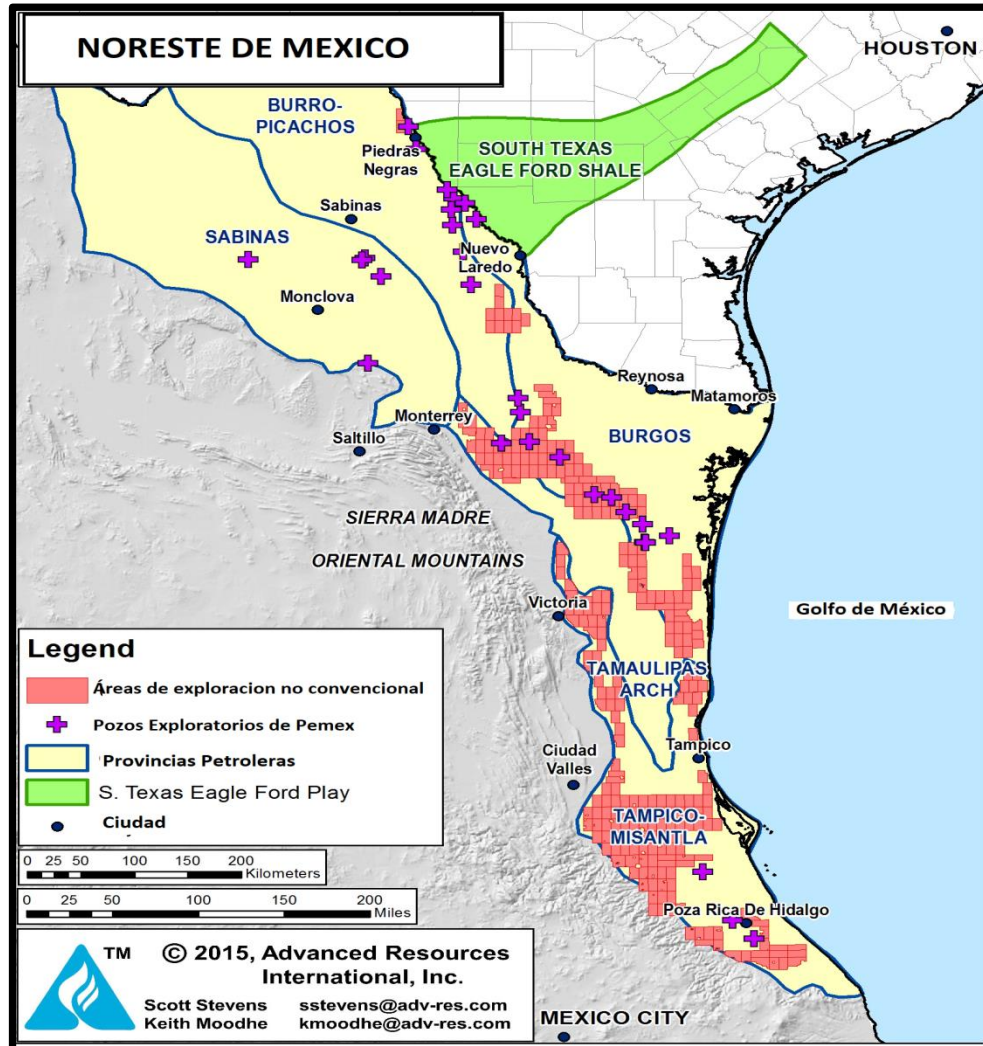 NORESTE DE MEXICO
HOUSTON
BURRO-
PICACHOS
Piedras
Negras
SOUTH TEXAS
EAGLE FORD SHALE
Sabinas
SABINAS
Nuevo
Laredo
Monclova
Reynosa
Matamoros
Monterrey
BURGOS
Saltillo
SIERRA MADRE
ORIENTAL MOUNTAINS
Victoria
Golfo de México
TAMAULIPAS
ARCH
Ciudad
Valles
Tampico
TAMPICO-
MISANTLA
Poza Rica De Hidalgo
MEXICO CITY
Legend
Áreas de exploracion no convencional
Pozos Exploratorios de Pemex
Provincias Petroleras
S. Texas Eagle Ford Play
Ciudad
0 25 50 100 150 200
Kilometers
0 25 50 100 150 200
Miles
TM
© 2015, Advanced Resources
International, Inc.
Scott Stevens sstevens@adv-res.com
Keith Moodhe kmoodhe@adv-res.com